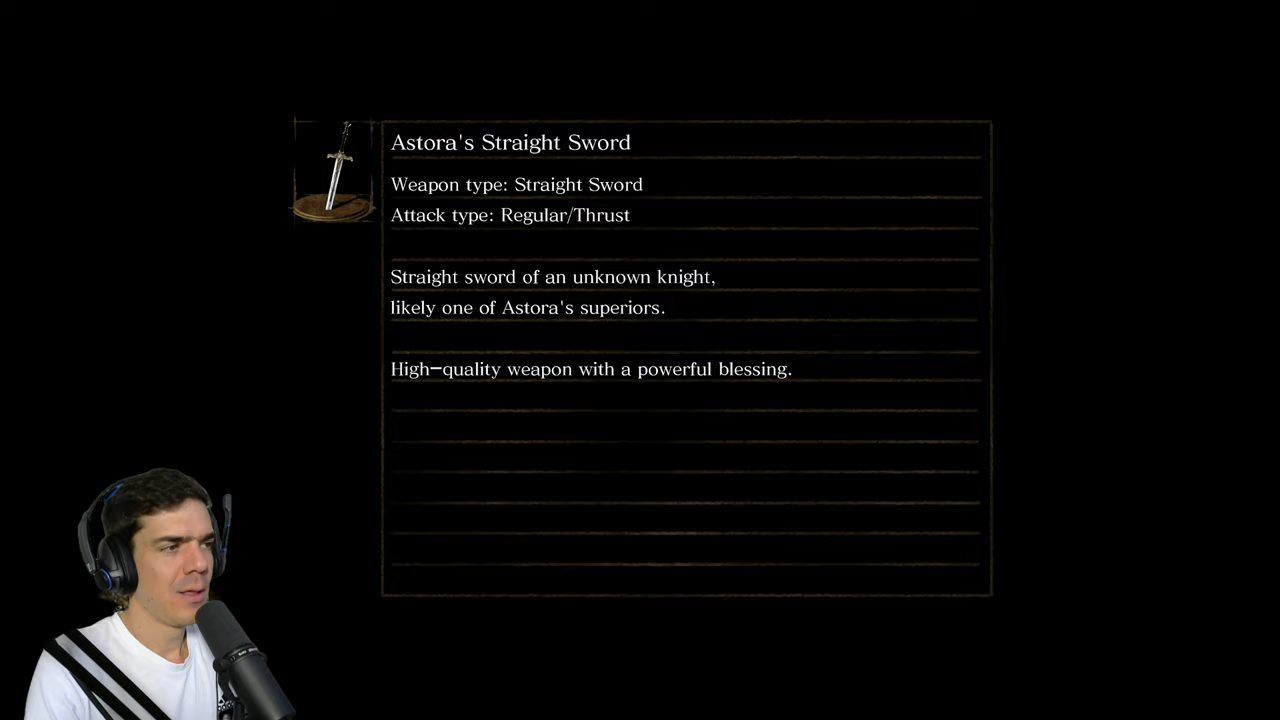 Astora's Straight Sword
Weapon type: Straight Sword
Attack type: Regular/Thrust
Straight sword of an unknown knight,
likely one of Astora's superiors.
High-quality weapon with a powerful blessing.